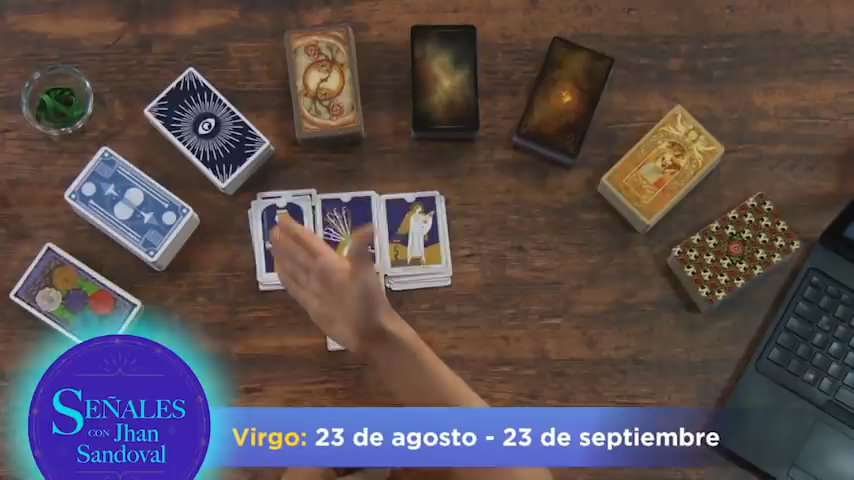 SEÑALES
CON Jhan
Sandoval
Virgo: 23 de agosto - 23 de septiembre